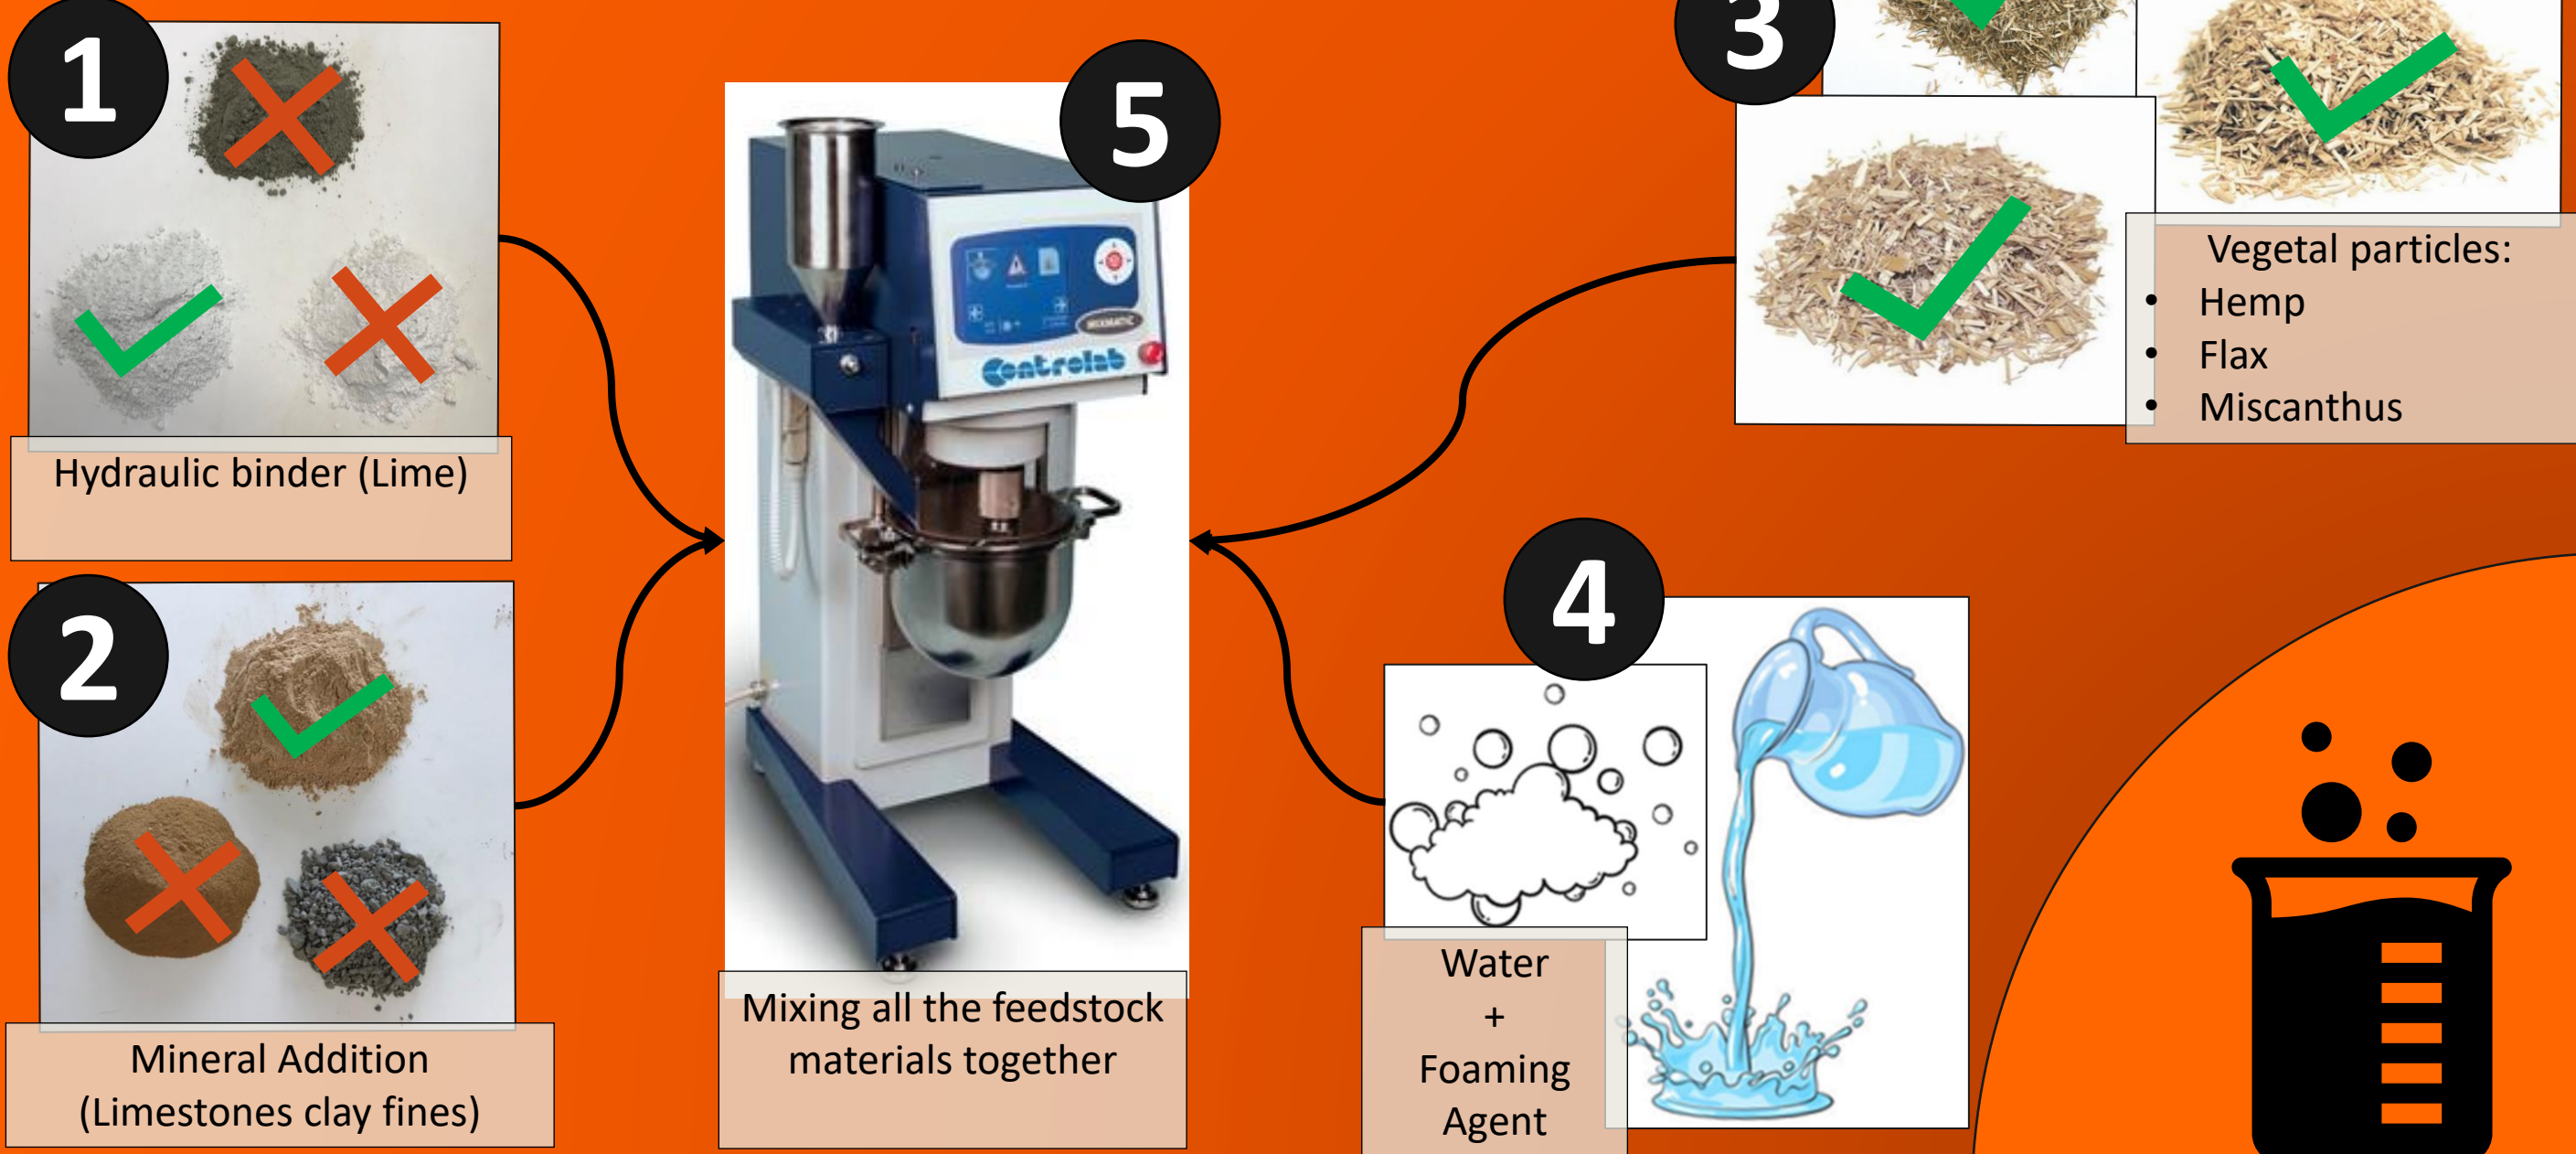 1
Hydraulic binder (Lime)
2
Mineral Addition
(Limestones clay fines)
5
MIXMATIC
Controlab
Mixing all the feedstock
materials together
3
Vegetal particles:
• Hemp
• Flax
• Miscanthus
4
Water
+
Foaming
Agent